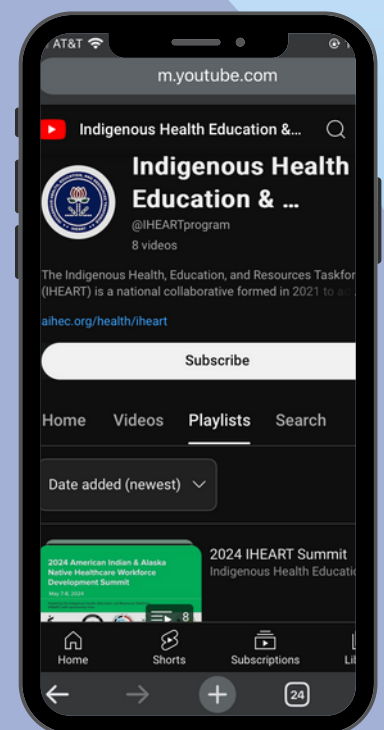 AT&T
m.youtube.com
Indigenous Health Education &...
Indigenous Health
Education & ...
@IHEARTprogram
8 videos
The Indigenous Health, Education, and Resources Taskfor
(IHEART) is a national collaborative formed in 2021 to
aihec.org/health/iheart
Subscribe
Home Videos Playlists Search
Date added (newest)
2024 American Indian & Alaska
Native Healthcare Workforce
Development Summit
May 7-8, 2024
8
2024 IHEART Summit
Indigenous Health Educatio
Home Shorts Subscriptions Li
24